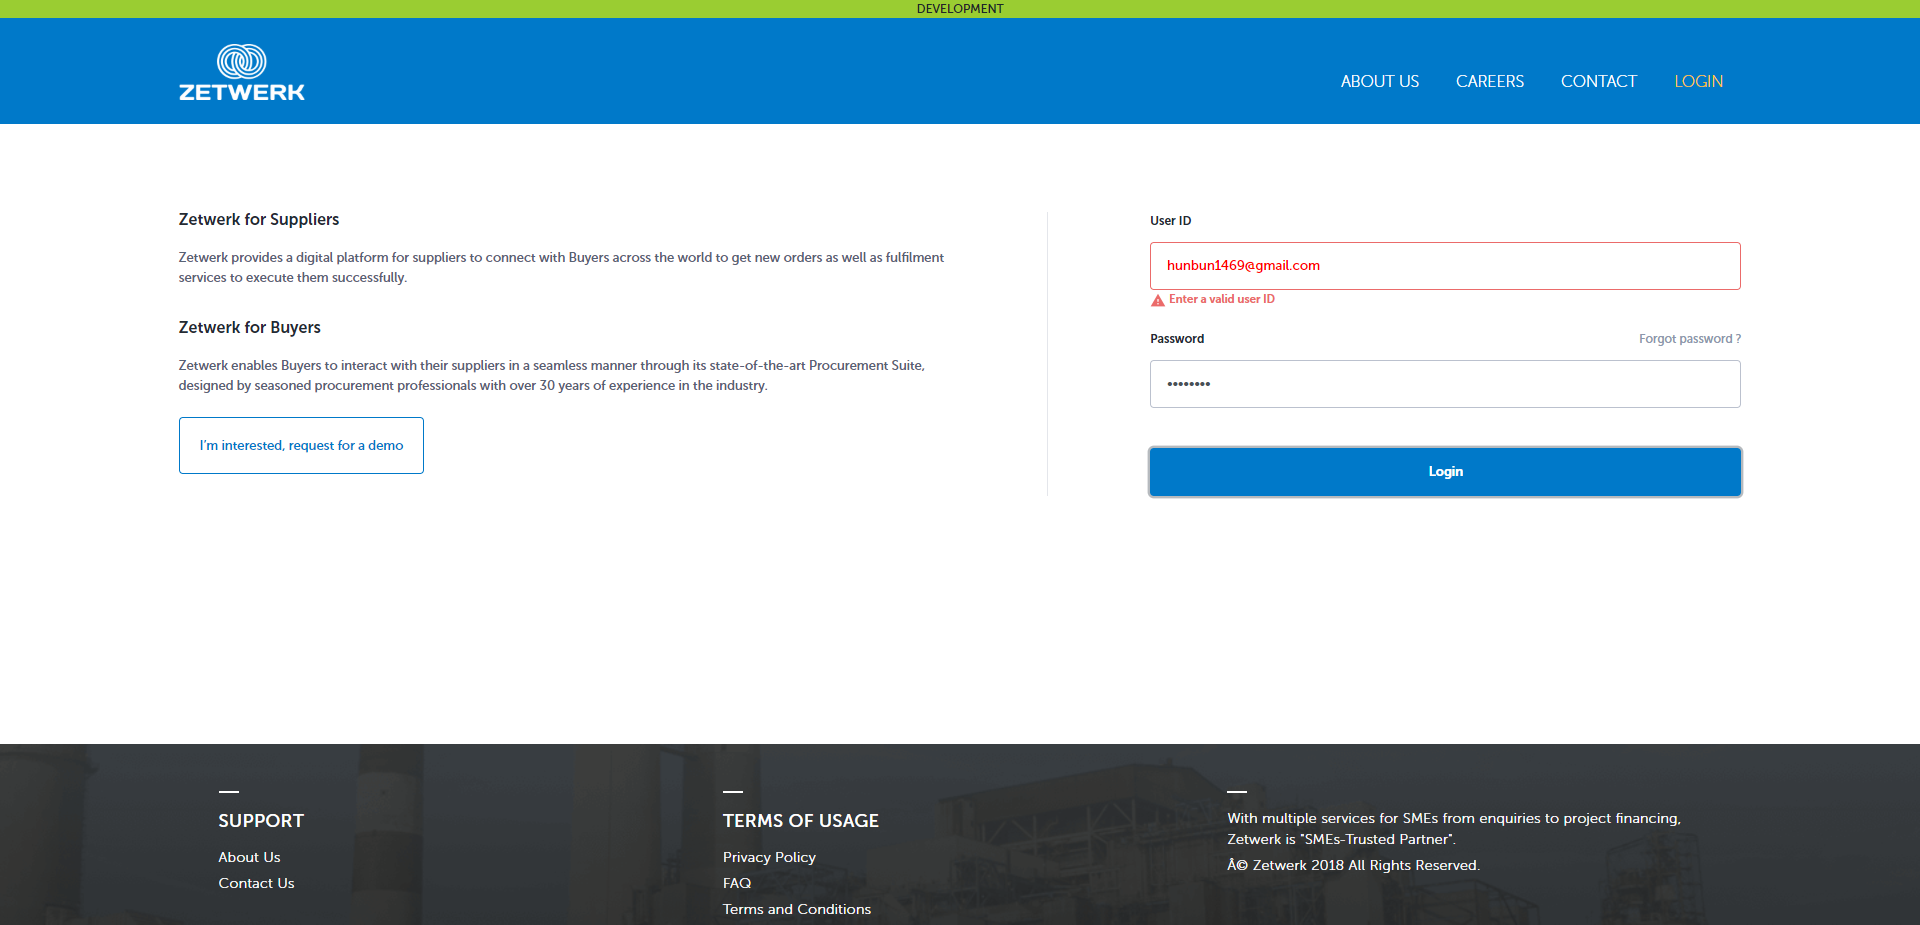 DEVELOPMENT
ZETWERK
ABOUT US
CAREERS
CONTACT
LOGIN
Zetwerk for Suppliers
Zetwerk provides a digital platform for suppliers to connect with Buyers across the world to get new orders as well as fulfilment
services to execute them successfully.
Zetwerk for Buyers
Zetwerk enables Buyers to interact with their suppliers in a seamless manner through its state-of-the-art Procurement Suite,
designed by seasoned procurement professionals with over 30 years of experience in the industry.
I'm interested, request for a demo
User ID
hunbun1469@gmail.com
Enter a valid user ID
Password
Forgot password ?
••••••••
Login
SUPPORT
About Us
Contact Us
TERMS OF USAGE
Privacy Policy
FAQ
Terms and Conditions
With multiple services for SMEs from enquiries to project financing,
Zetwerk is "SMEs-Trusted Partner".
Â© Zetwerk 2018 All Rights Reserved.